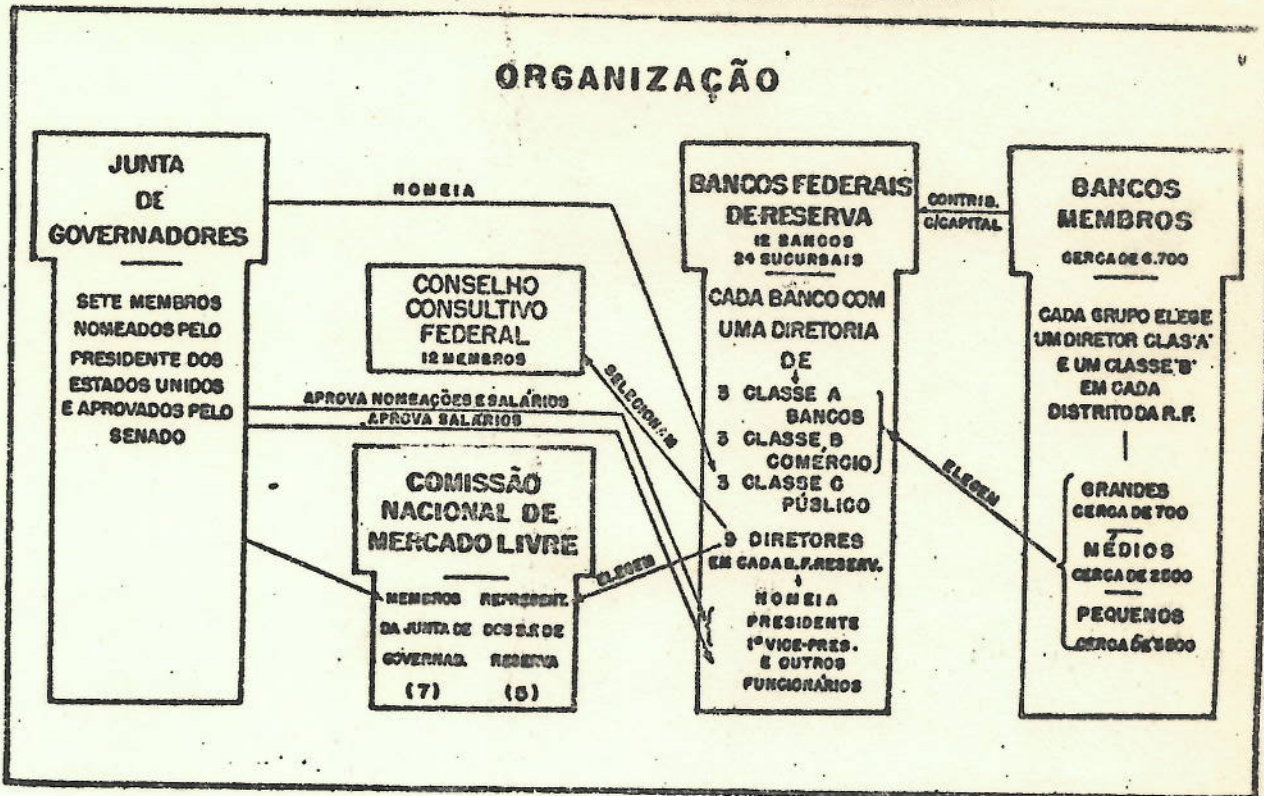 ORGANIZAÇÃO
JUNTA
DE
GOVERNADORES
SETE MEMBROS
NOMEADOS PELO
PRESIDENTE DOS
ESTADOS UNIDOS
E APROVADOS PELO
SENADO
NOMEIA
CONSELHO
CONSULTIVO
FEDERAL
12 MEMBROS
SELECIONAM
APROVA NOMEAÇÕES E SALÁRIOS
APROVA SALÁRIOS
COMISSÃO
NACIONAL DE
MERCADO LIVRE
ELEGEM
MEMBROS REPRESENT.
DA JUNTA DE DOS B.F. DE
GOVERNAD. RESERVA
(7) (5)
BANCOS FEDERAIS
DE RESERVA
12 BANCOS
24 SUCURSAIS
CADA BANCO COM
UMA DIRETORIA
DE
3 CLASSE A
BANCOS
3 CLASSE B
COMÉRCIO
3 CLASSE C
PÚBLICO
9 DIRETORES
EM CADA B.F.RESERV.
NOMEIA
PRESIDENTE
1º VICE-PRES.
E OUTROS
FUNCIONÁRIOS
CONTRIB.
C/CAPITAL
ELEGEM
BANCOS
MEMBROS
CERCA DE 6.700
CADA GRUPO ELEGE
UM DIRETOR CLAS'A'
E UM CLASSE'B'
EM CADA
DISTRITO DA R.F.
GRANDES
CERCA DE 700
MÉDIOS
CERCA DE 2500
PEQUENOS
CERCA DE